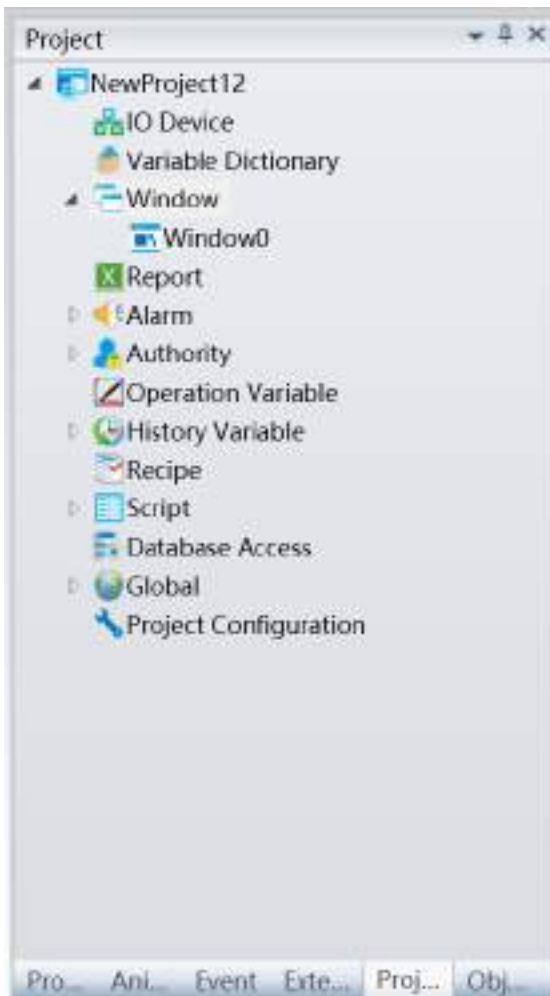 Project
NewProject12
IO Device
Variable Dictionary
Window
Window0
Report
Alarm
Authority
Operation Variable
History Variable
Recipe
Script
Database Access
Global
Project Configuration
Pro... Ani... Event Exte... Proj... Obj...